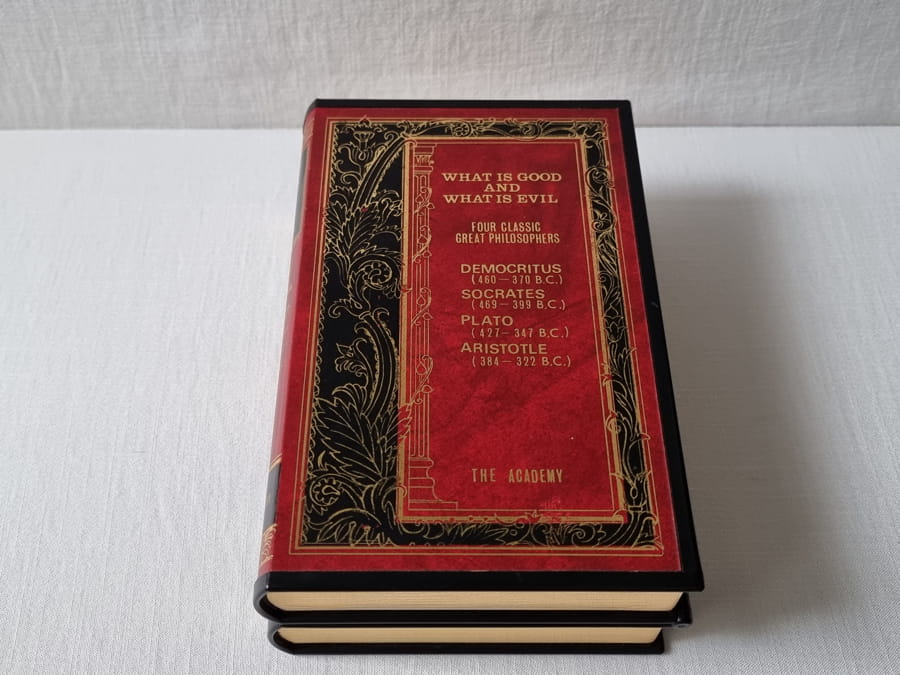 WHAT IS GOOD
AND
WHAT IS EVIL
FOUR CLASSIC
GREAT PHILOSOPHERS
DEMOCRITUS
(460—370 B.C.)
SOCRATES
(469—399 B.C.)
PLATO
(427—347 B.C.)
ARISTOTLE
(384—322 B.C.)
THE ACADEMY